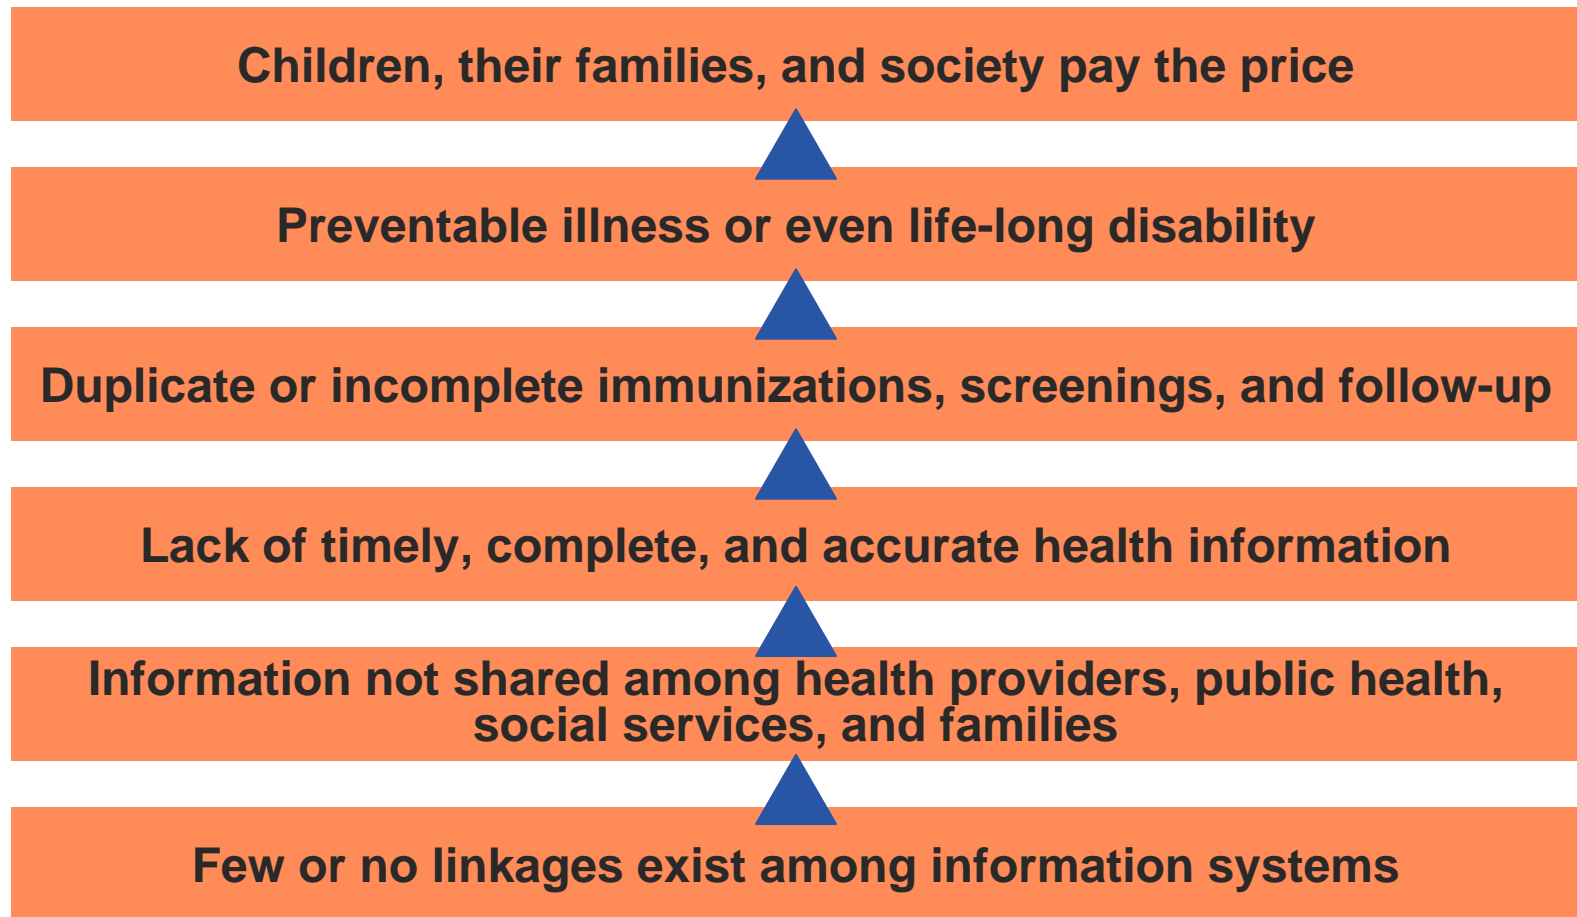 Children, their families, and society pay the price
Preventable illness or even life-long disability
Duplicate or incomplete immunizations, screenings, and follow-up
Lack of timely, complete, and accurate health information
Information not shared among health providers, public health,
social services, and families
Few or no linkages exist among information systems